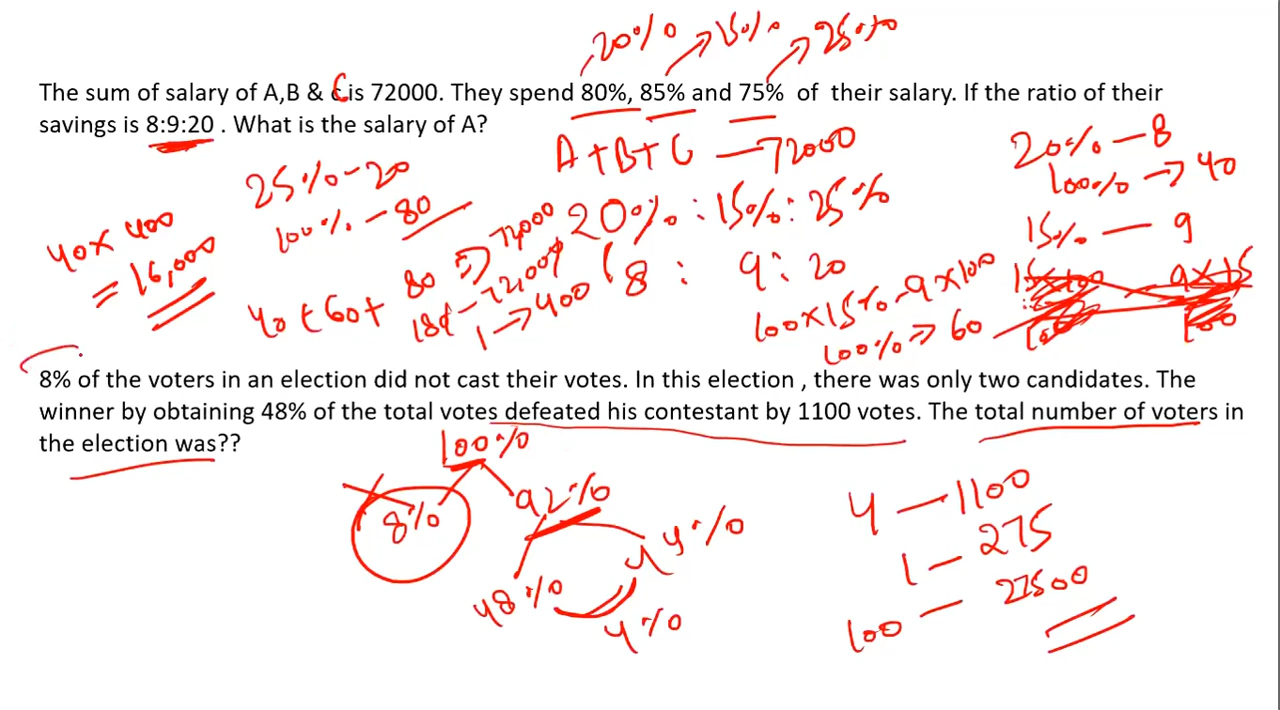 20% 15% 25%
The sum of salary of A,B & C is 72000. They spend 80%, 85% and 75% of their salary. If the ratio of their
savings is 8:9:20 . What is the salary of A?
A+B+C — 72000
20% — 8
100% → 40
25% – 20
100% – 80
20% : 15% : 25%
15% — 9
8 : 9 : 20
40 × 400
= 16,000
40 + 60 + 80 ⇒ 72000
180 – 72,000
1 → 400
100×15% – 9×100
100% ⇒ 60
8% of the voters in an election did not cast their votes. In this election , there was only two candidates. The
winner by obtaining 48% of the total votes defeated his contestant by 1100 votes. The total number of voters in
the election was??
100%
8% 92%
48% 44%
4%
4 — 1100
1 — 275
100 — 27500